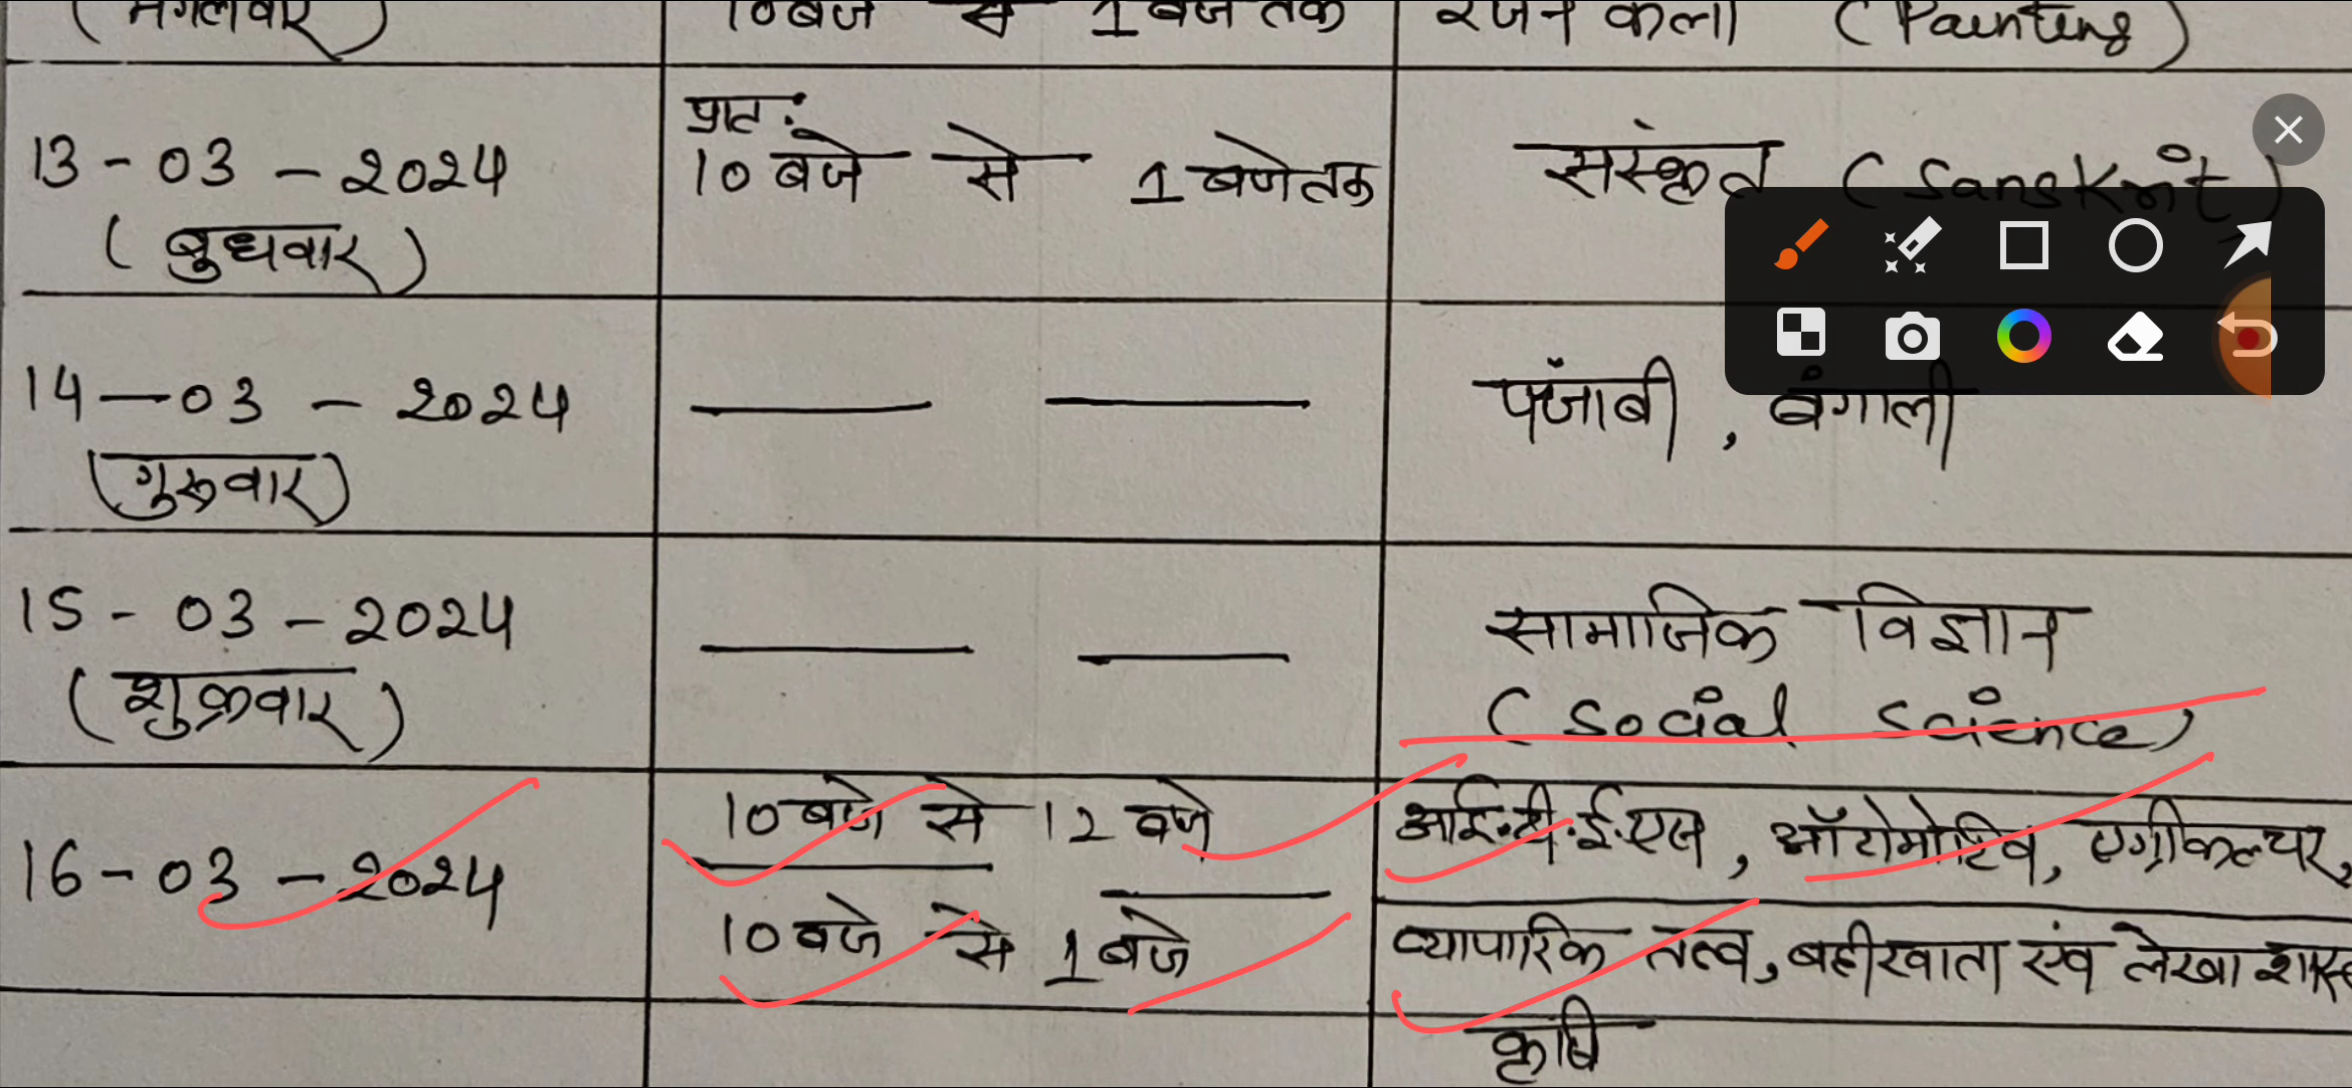 (मंगलवार)
10 बजे से 1 बजे तक
रंजन कला (Painting)
13 - 03 - 2024
(बुधवार)
प्रात:
10 बजे से 1 बजे तक
संस्कृत (Sanskrit)
14 - 03 - 2024
(गुरूवार)
पंजाबी, बंगाली
15 - 03 - 2024
(शुक्रवार)
सामाजिक विज्ञान
(Social Science)
16 - 03 - 2024
10 बजे से 12 बजे
आई.टी.ई.एस, ऑटोमोटिव, एग्रीकल्चर,
10 बजे से 1 बजे
व्यापारिक तत्व, बहीखाता एंव लेखा शास्त्र
कृषि